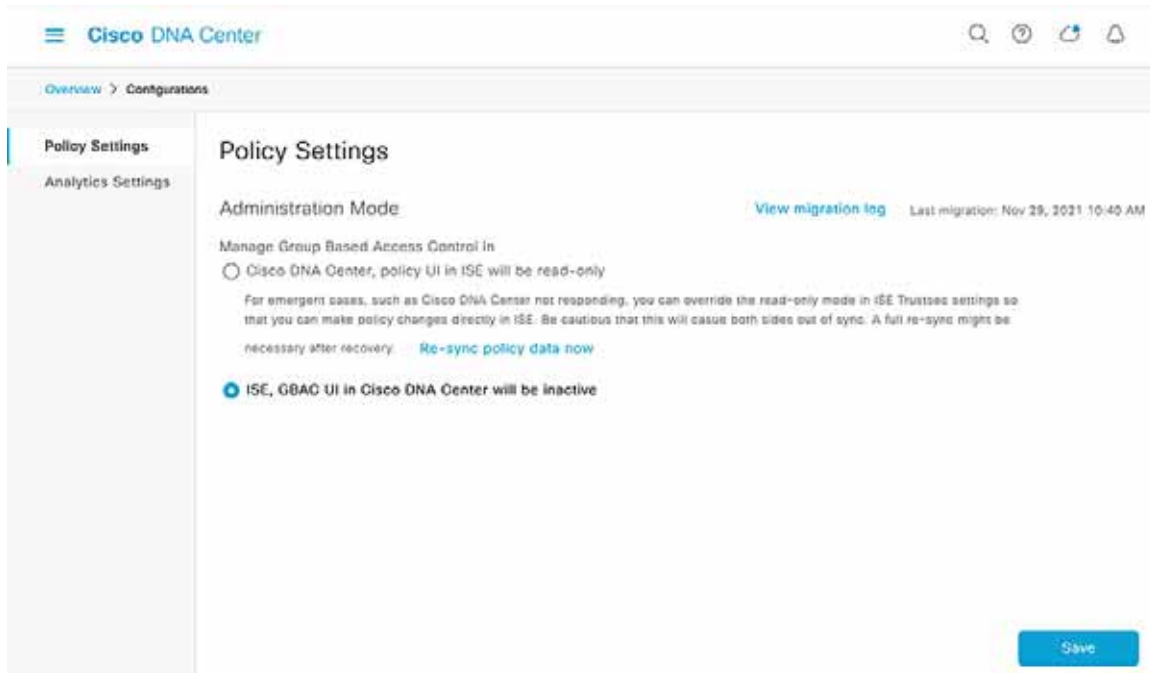 Cisco DNA Center
Overview > Configurations
Policy Settings
Analytics Settings
Policy Settings
Administration Mode
View migration log Last migration: Nov 29, 2021 10:40 AM
Manage Group Based Access Control in
Cisco DNA Center, policy UI in ISE will be read-only
For emergent cases, such as Cisco DNA Center not responding, you can override the read-only mode in ISE Trustsec settings so
that you can make policy changes directly in ISE. Be cautious that this will casue both sides out of sync. A full re-sync might be
necessary after recovery. Re-sync policy data now
ISE, GBAC UI in Cisco DNA Center will be inactive
Save